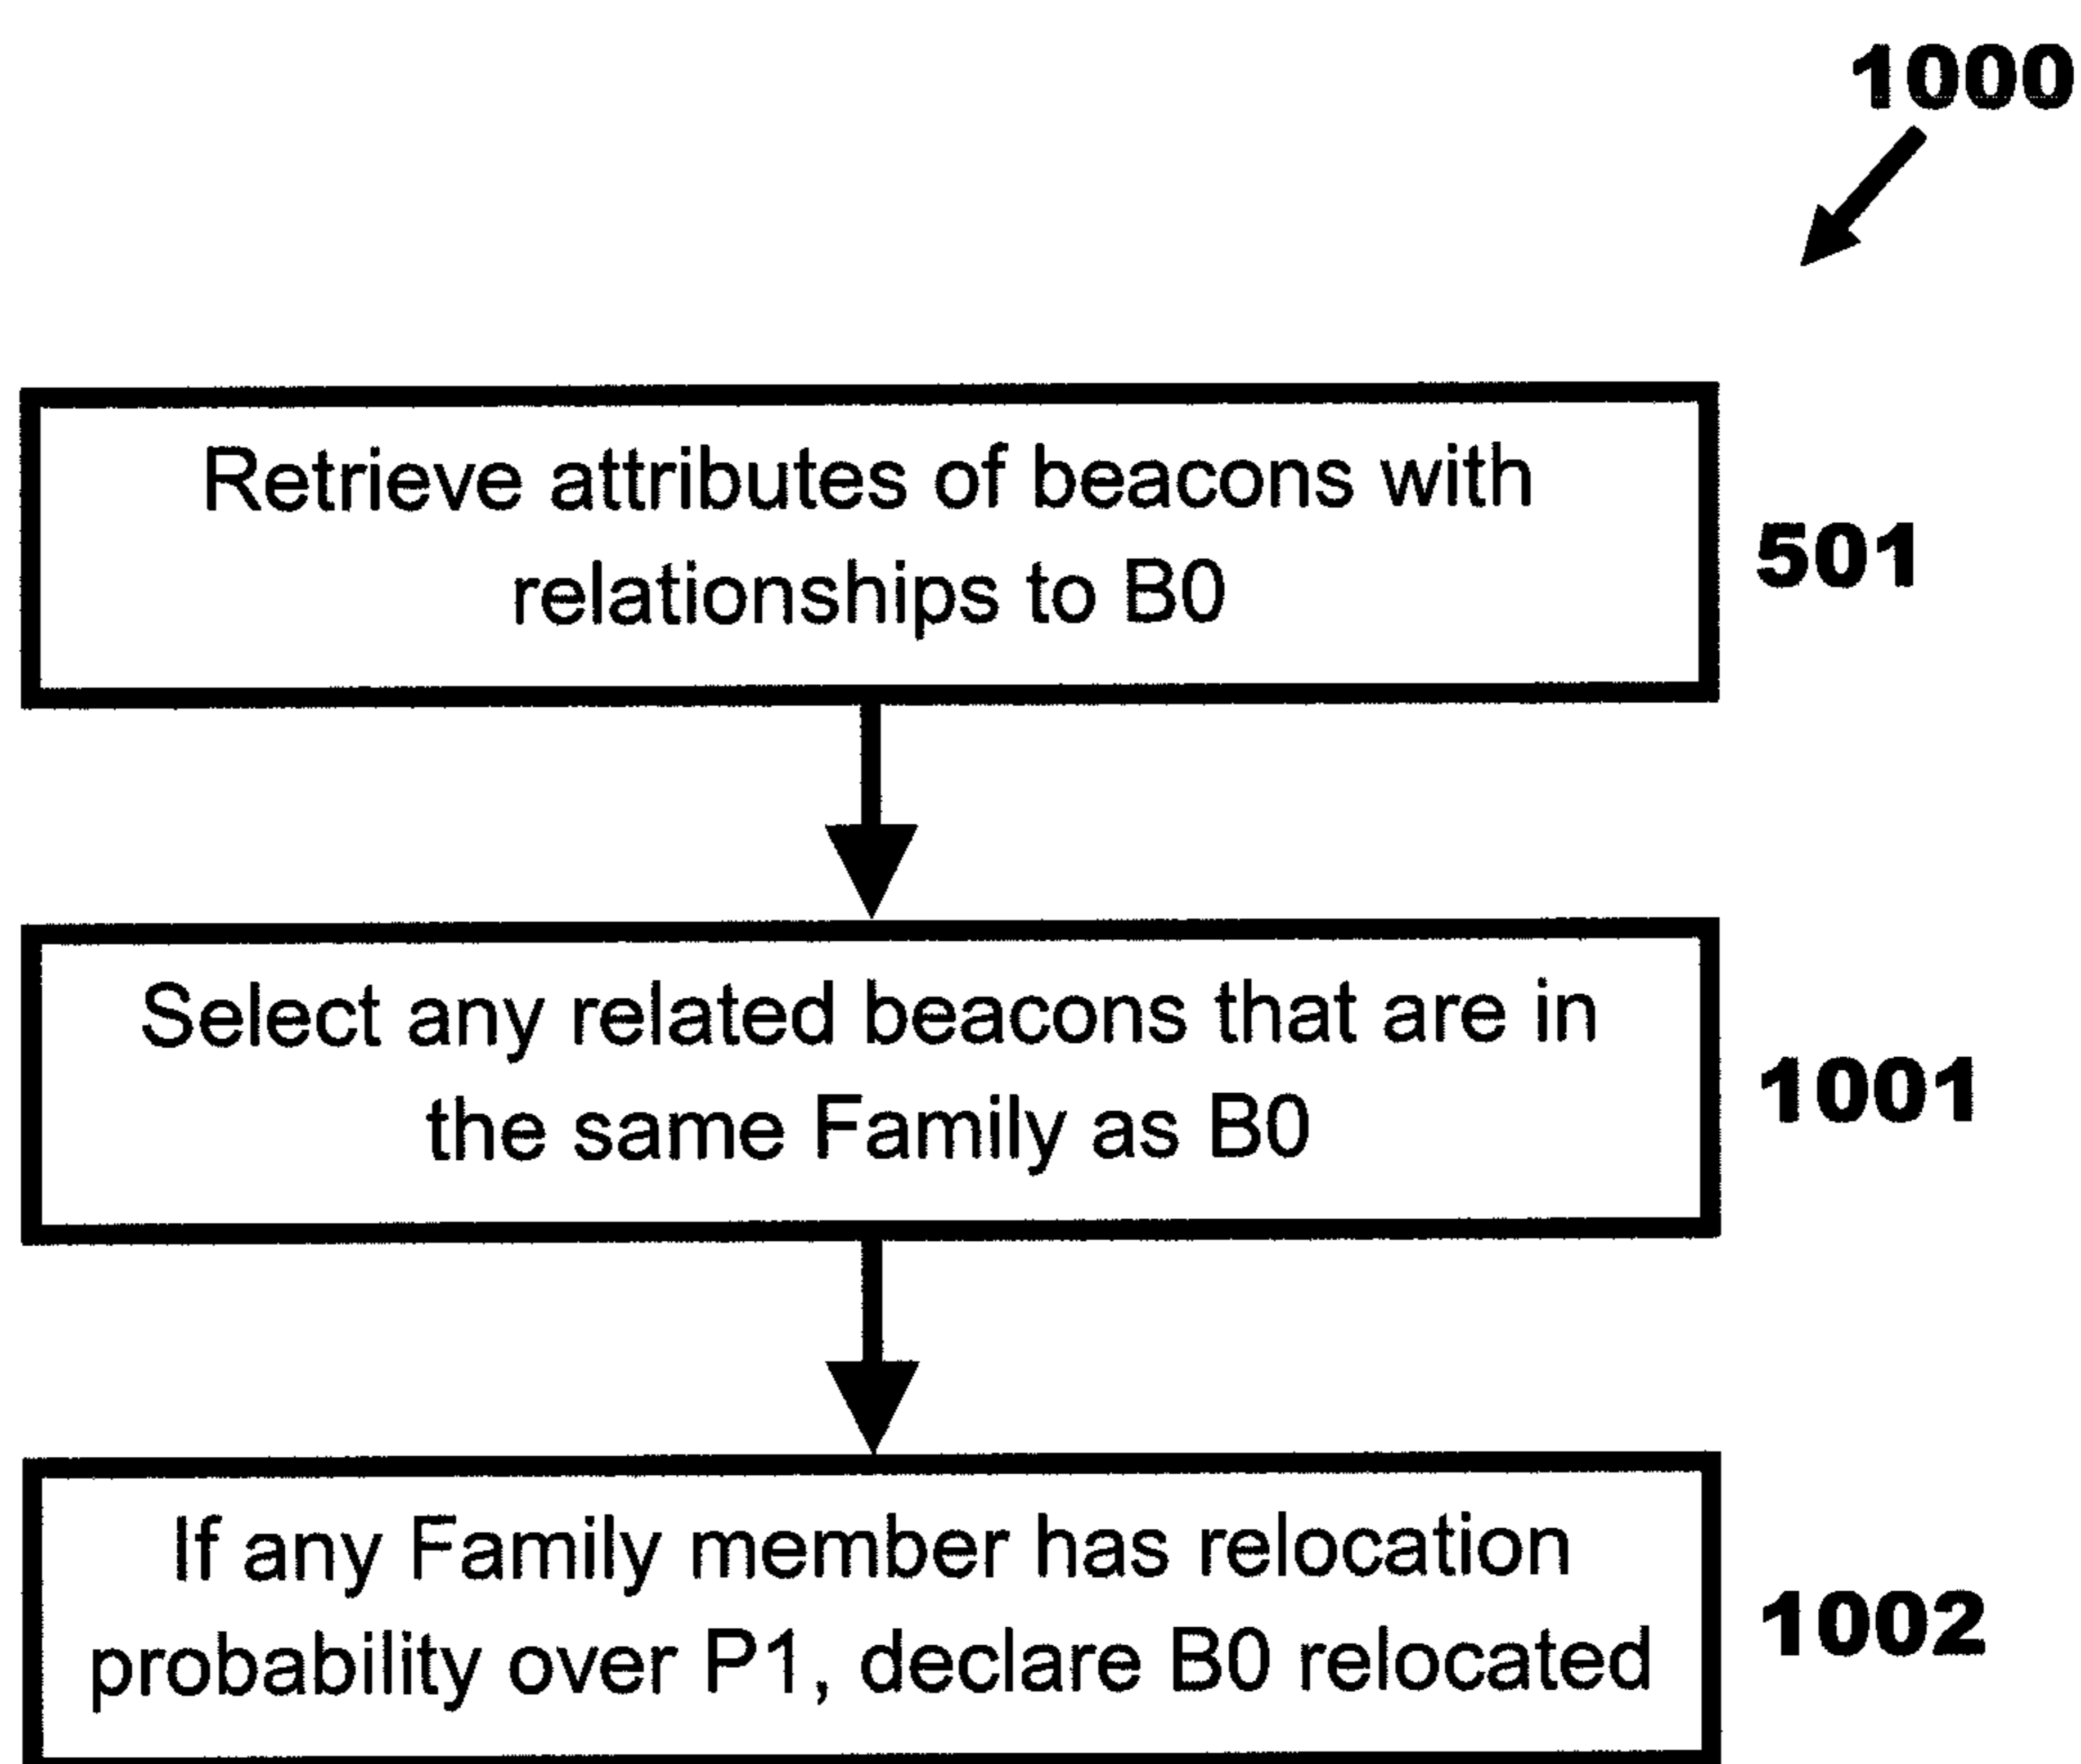 1000
Retrieve attributes of beacons with
relationships to B0
501
Select any related beacons that are in
the same Family as B0
1001
If any Family member has relocation
probability over P1, declare B0 relocated
1002